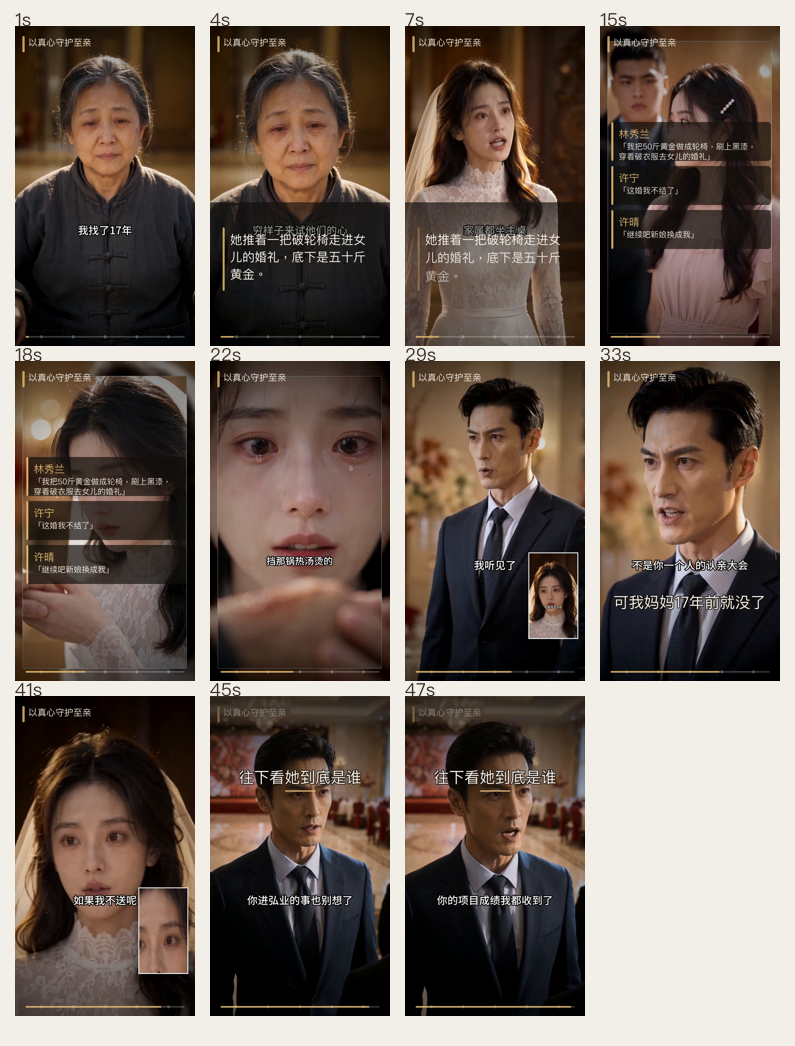 1s
4s
7s
15s
以真心守护至亲
我找了17年
以真心守护至亲
穷样子来试他们的心
她推着一把破轮椅走进女
儿的婚礼，底下是五十斤
黄金。
以真心守护至亲
家属都坐主桌
她推着一把破轮椅走进女
儿的婚礼，底下是五十斤
黄金。
以真心守护至亲
林秀兰
「我把50斤黄金做成轮椅，刷上黑漆，
穿着破衣服去女儿的婚礼」
许宁
「这婚我不结了」
许晴
「继续吧新娘换成我」
18s
22s
29s
33s
以真心守护至亲
林秀兰
「我把50斤黄金做成轮椅，刷上黑漆，
穿着破衣服去女儿的婚礼」
许宁
「这婚我不结了」
许晴
「继续吧新娘换成我」
以真心守护至亲
挡那锅热汤烫的
以真心守护至亲
我听见了
以真心守护至亲
不是你一个人的认亲大会
可我妈妈17年前就没了
41s
45s
47s
以真心守护至亲
如果我不送呢
以真心守护至亲
往下看她到底是谁
你进弘业的事也别想了
以真心守护至亲
往下看她到底是谁
你的项目成绩我都收到了